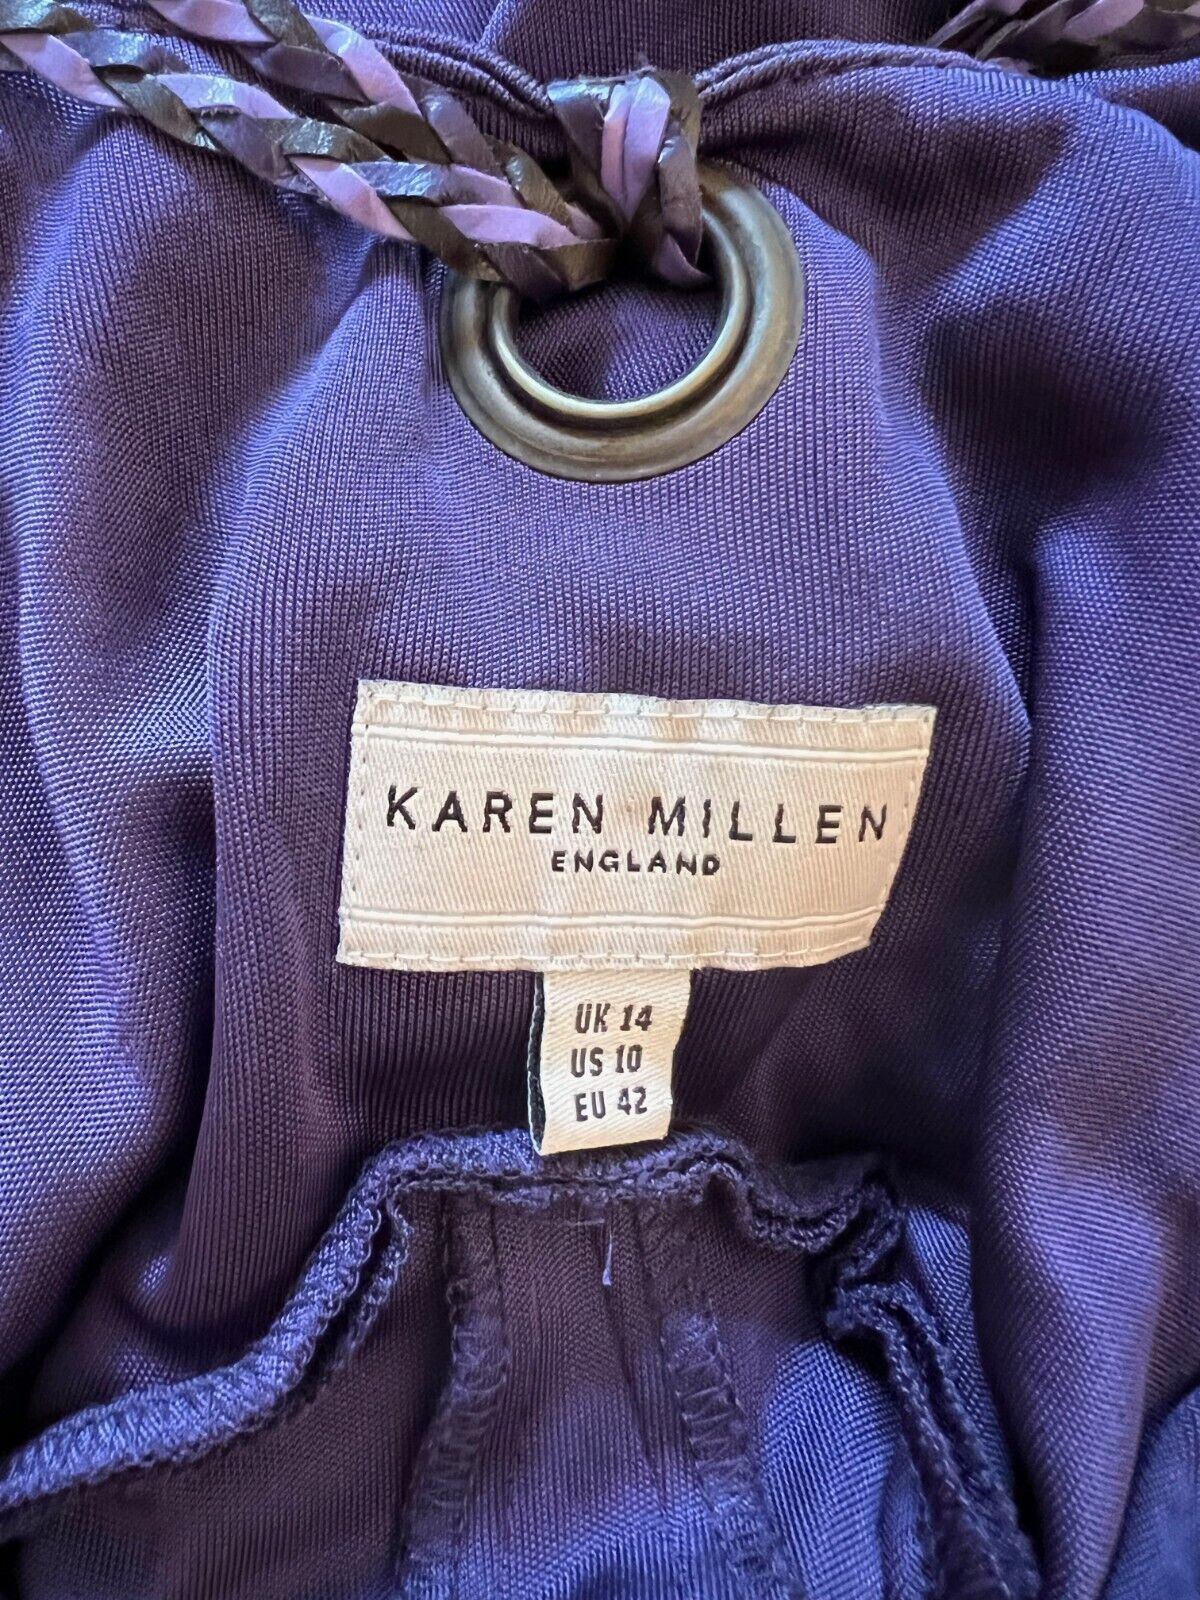 KAREN MILLEN
ENGLAND
UK 14
US 10
EU 42